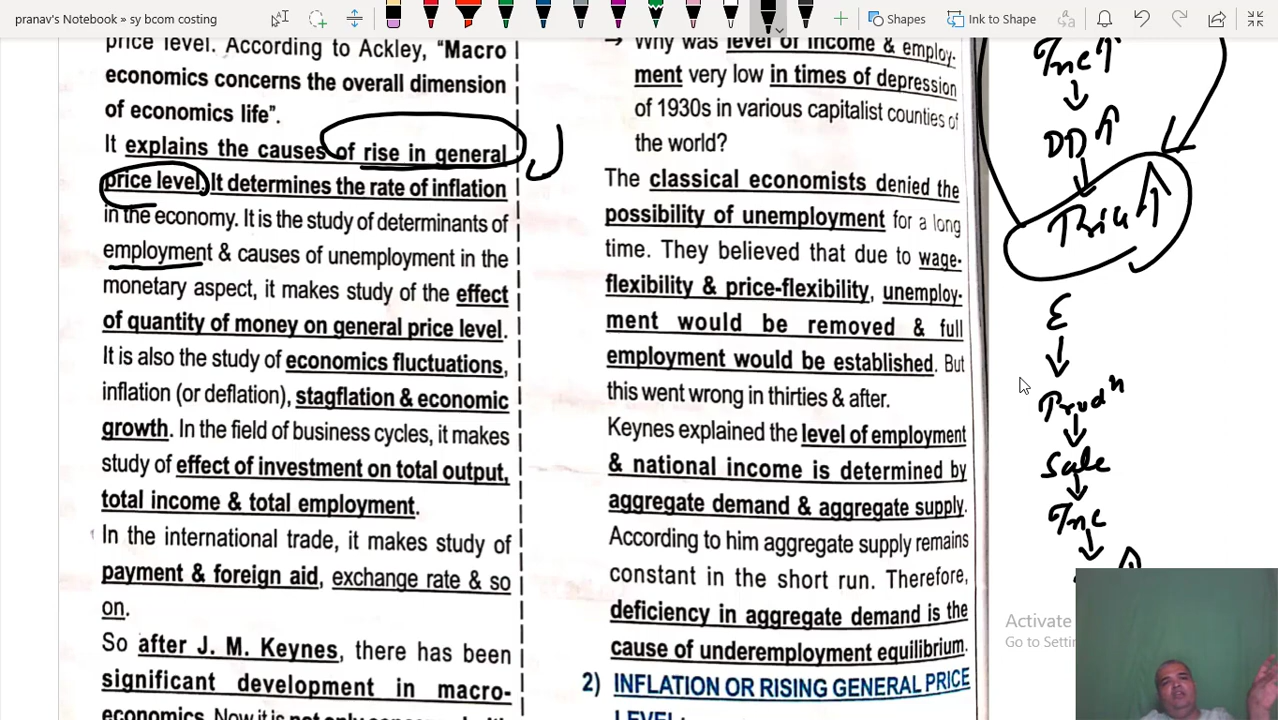 pranav's Notebook » sy bcom costing
Shapes
Ink to Shape
price level. According to Ackley, “Macro
economics concerns the overall dimension
of economics life”.
It explains the causes of rise in general
price level. It determines the rate of inflation
in the economy. It is the study of determinants of
employment & causes of unemployment in the
monetary aspect, it makes study of the effect
of quantity of money on general price level.
It is also the study of economics fluctuations,
inflation (or deflation), stagflation & economic
growth. In the field of business cycles, it makes
study of effect of investment on total output,
total income & total employment.
In the international trade, it makes study of
payment & foreign aid, exchange rate & so
on.
So after J. M. Keynes, there has been
significant development in macro-
economics. Now it is not only
→ Why was level of income & employ-
ment very low in times of depression
of 1930s in various capitalist counties of
the world?
The classical economists denied the
possibility of unemployment for a long
time. They believed that due to wage-
flexibility & price-flexibility, unemploy-
ment would be removed & full
employment would be established. But
this went wrong in thirties & after.
Keynes explained the level of employment
& national income is determined by
aggregate demand & aggregate supply.
According to him aggregate supply remains
constant in the short run. Therefore,
deficiency in aggregate demand is the
cause of underemployment equilibrium.
2) INFLATION OR RISING GENERAL PRICE
LEVEL :
Inc ↑
↓
DD ↑
↓
Price ↑
E
↓
Prodn
↓
Sale
↓
Inc
↓
Activate
Go to Setti